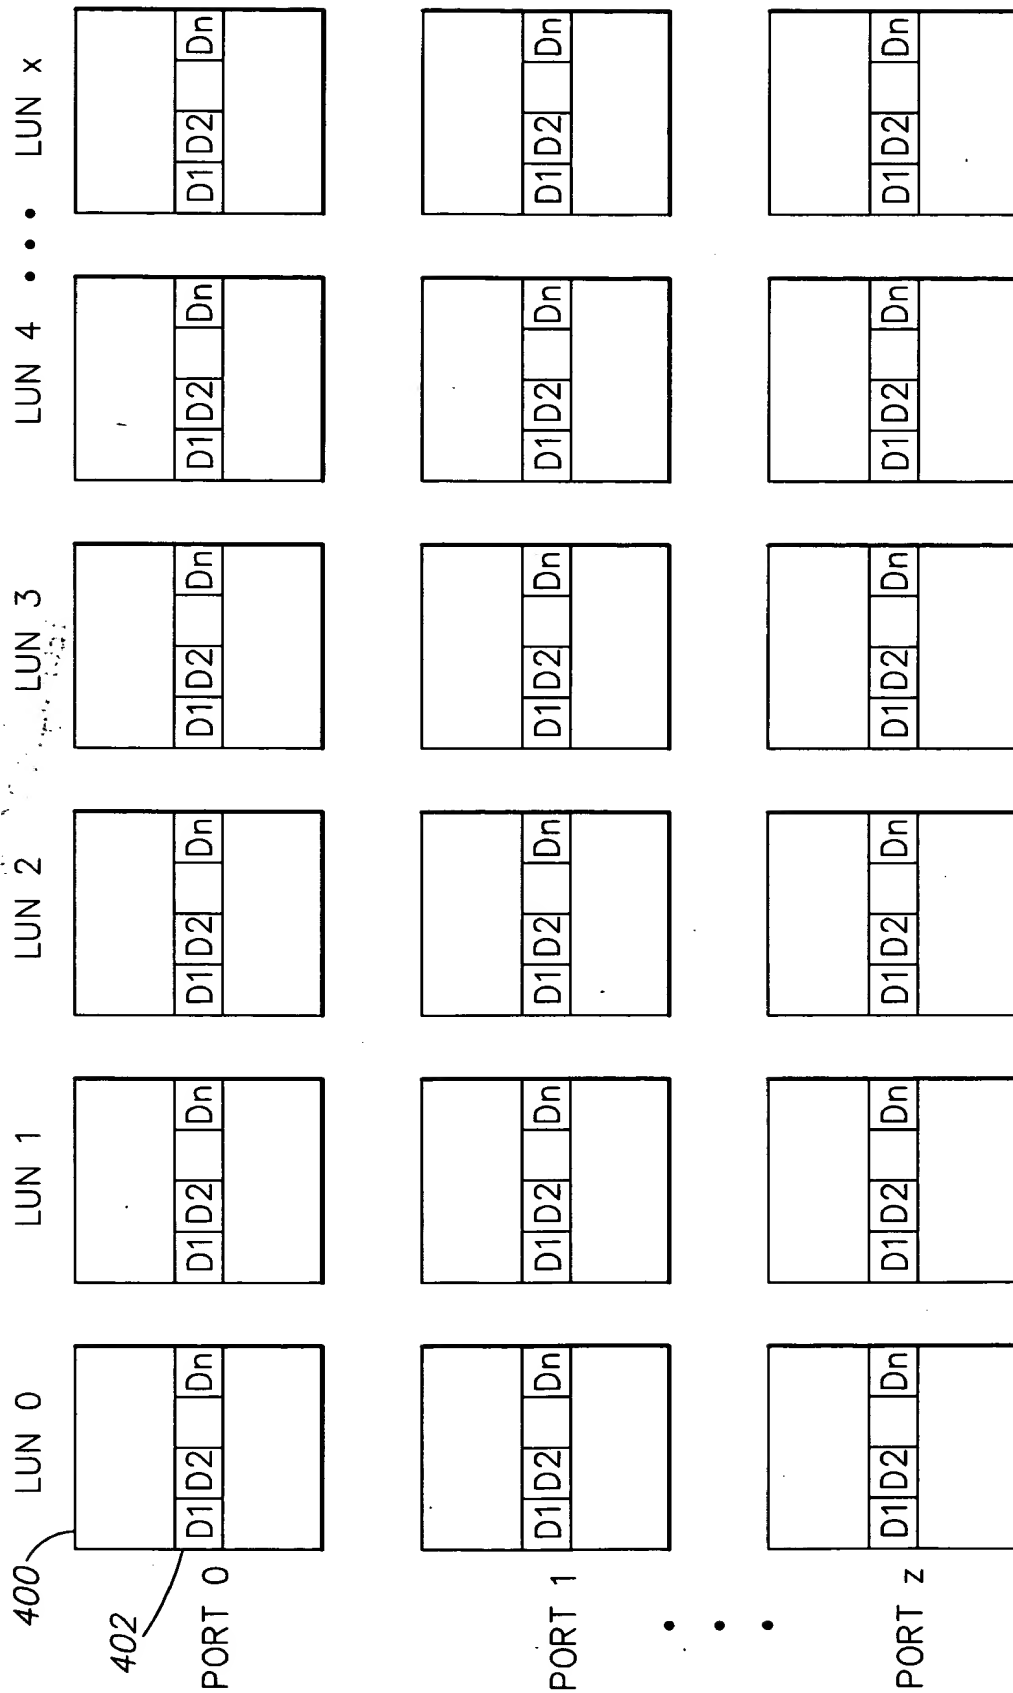 LUN 0 LUN 1 LUN 2 LUN 3 LUN 4 ••• LUN x
400
402
PORT 0
D1 D2 Dn D1 D2 Dn D1 D2 Dn D1 D2 Dn D1 D2 Dn D1 D2 Dn
PORT 1
D1 D2 Dn D1 D2 Dn D1 D2 Dn D1 D2 Dn D1 D2 Dn D1 D2 Dn
•••
PORT z
D1 D2 Dn D1 D2 Dn D1 D2 Dn D1 D2 Dn D1 D2 Dn D1 D2 Dn